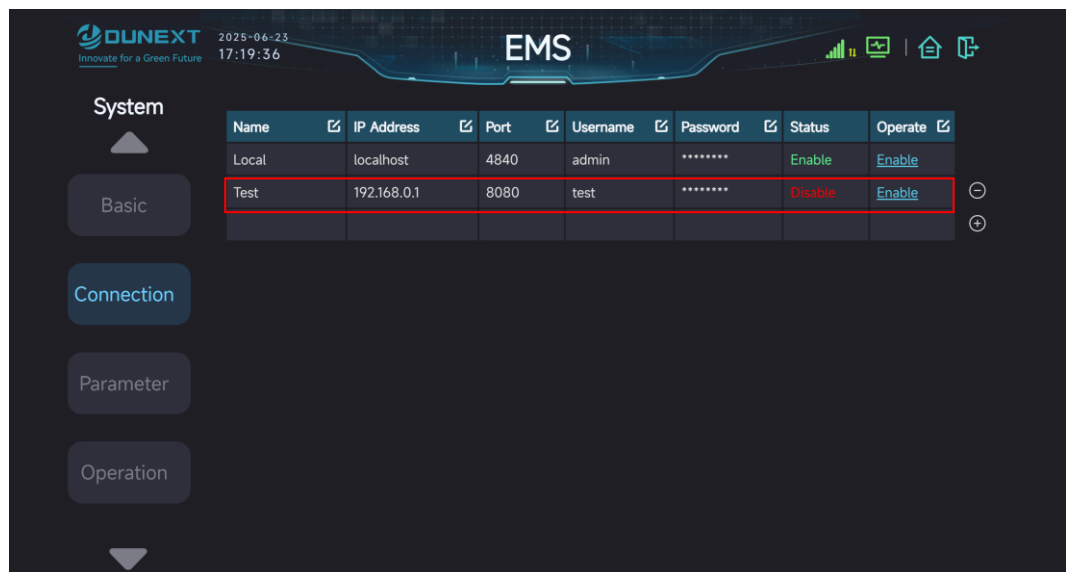 DUNEXT
Innovate for a Green Future
2025-06-23
17:19:36
EMS
System
Basic
Connection
Parameter
Operation
Name IP Address Port Username Password Status Operate
Local localhost 4840 admin ******** Enable Enable
Test 192.168.0.1 8080 test ******** Disable Enable